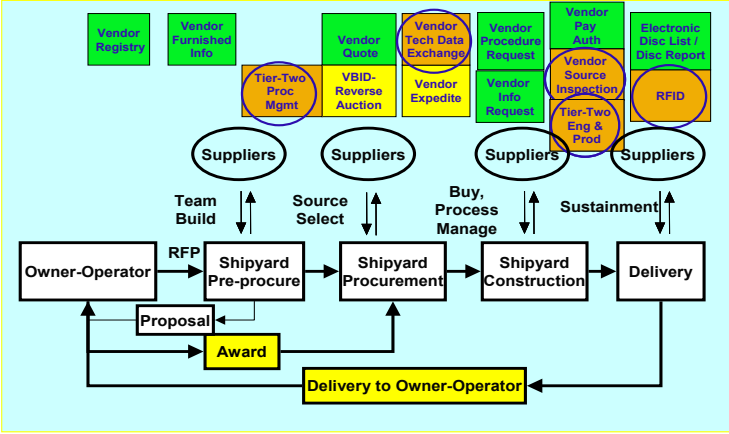 Vendor
Registry
Vendor
Furnished
Info
Vendor
Quote
Vendor
Tech Data
Exchange
Vendor
Procedure
Request
Vendor
Pay
Auth
Electronic
Disc List /
Disc Report
Tier-Two
Proc
Mgmt
VBID-
Reverse
Auction
Vendor
Expedite
Vendor
Info
Request
Vendor
Source
Inspection
RFID
Tier-Two
Eng &
Prod
Suppliers
Suppliers
Suppliers
Suppliers
Team
Build
Source
Select
Buy,
Process
Manage
Sustainment
Owner-Operator
RFP
Shipyard
Pre-procure
Shipyard
Procurement
Shipyard
Construction
Delivery
Proposal
Award
Delivery to Owner-Operator